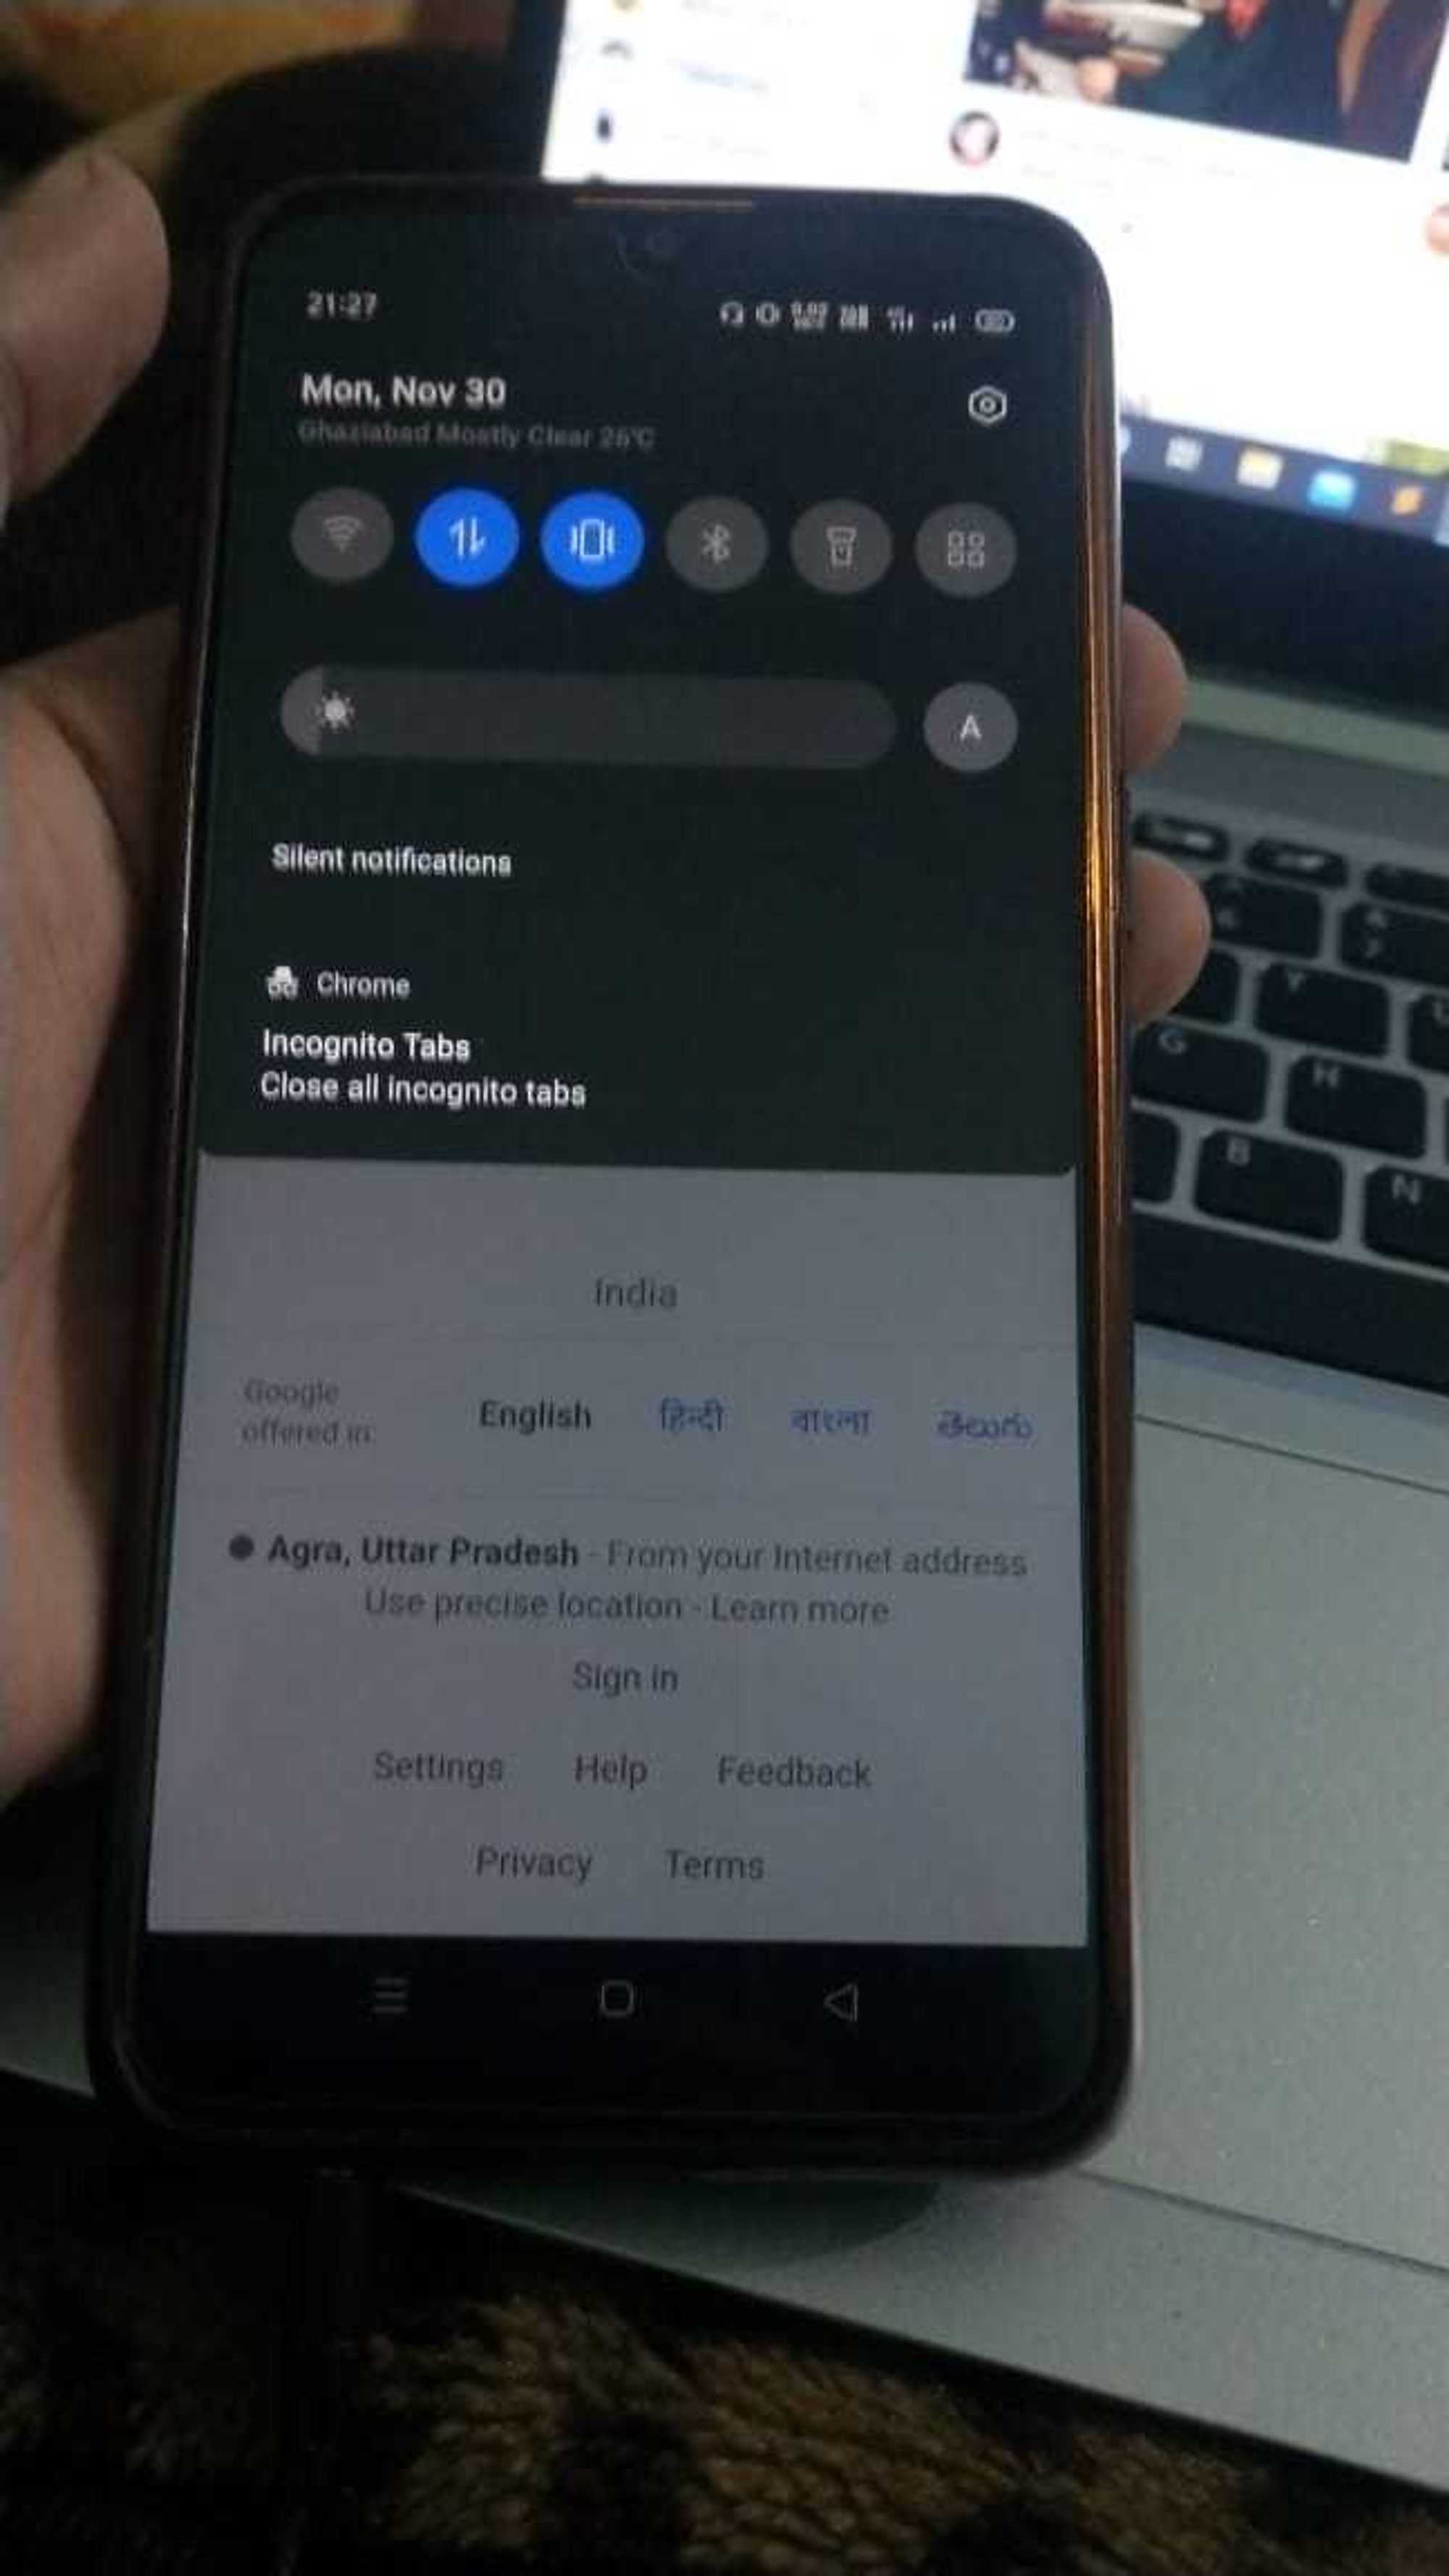 21:27
Mon, Nov 30
Ghaziabad Mostly Clear 26°C
A
Silent notifications
Chrome
Incognito Tabs
Close all incognito tabs
India
Google
offered in:
English हिन्दी বাংলা తెలుగు
Agra, Uttar Pradesh - From your Internet address
Use precise location - Learn more
Sign in
Settings Help Feedback
Privacy Terms
Y
G
H
B
N